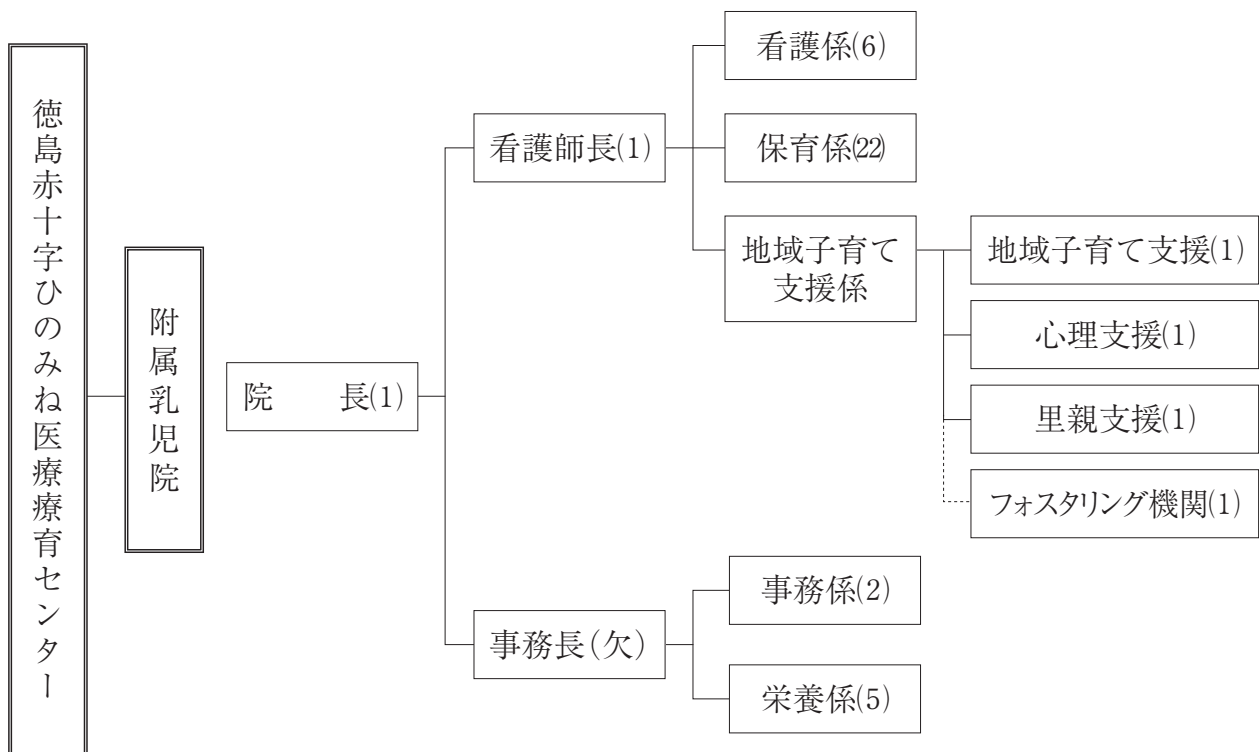 徳島赤十字ひのみね医療療育センター
附属乳児院
院　　長(1)
看護師長(1)
看護係(6)
保育係(22)
地域子育て
支援係
地域子育て支援(1)
心理支援(1)
里親支援(1)
フォスタリング機関(1)
事務長(欠)
事務係(2)
栄養係(5)